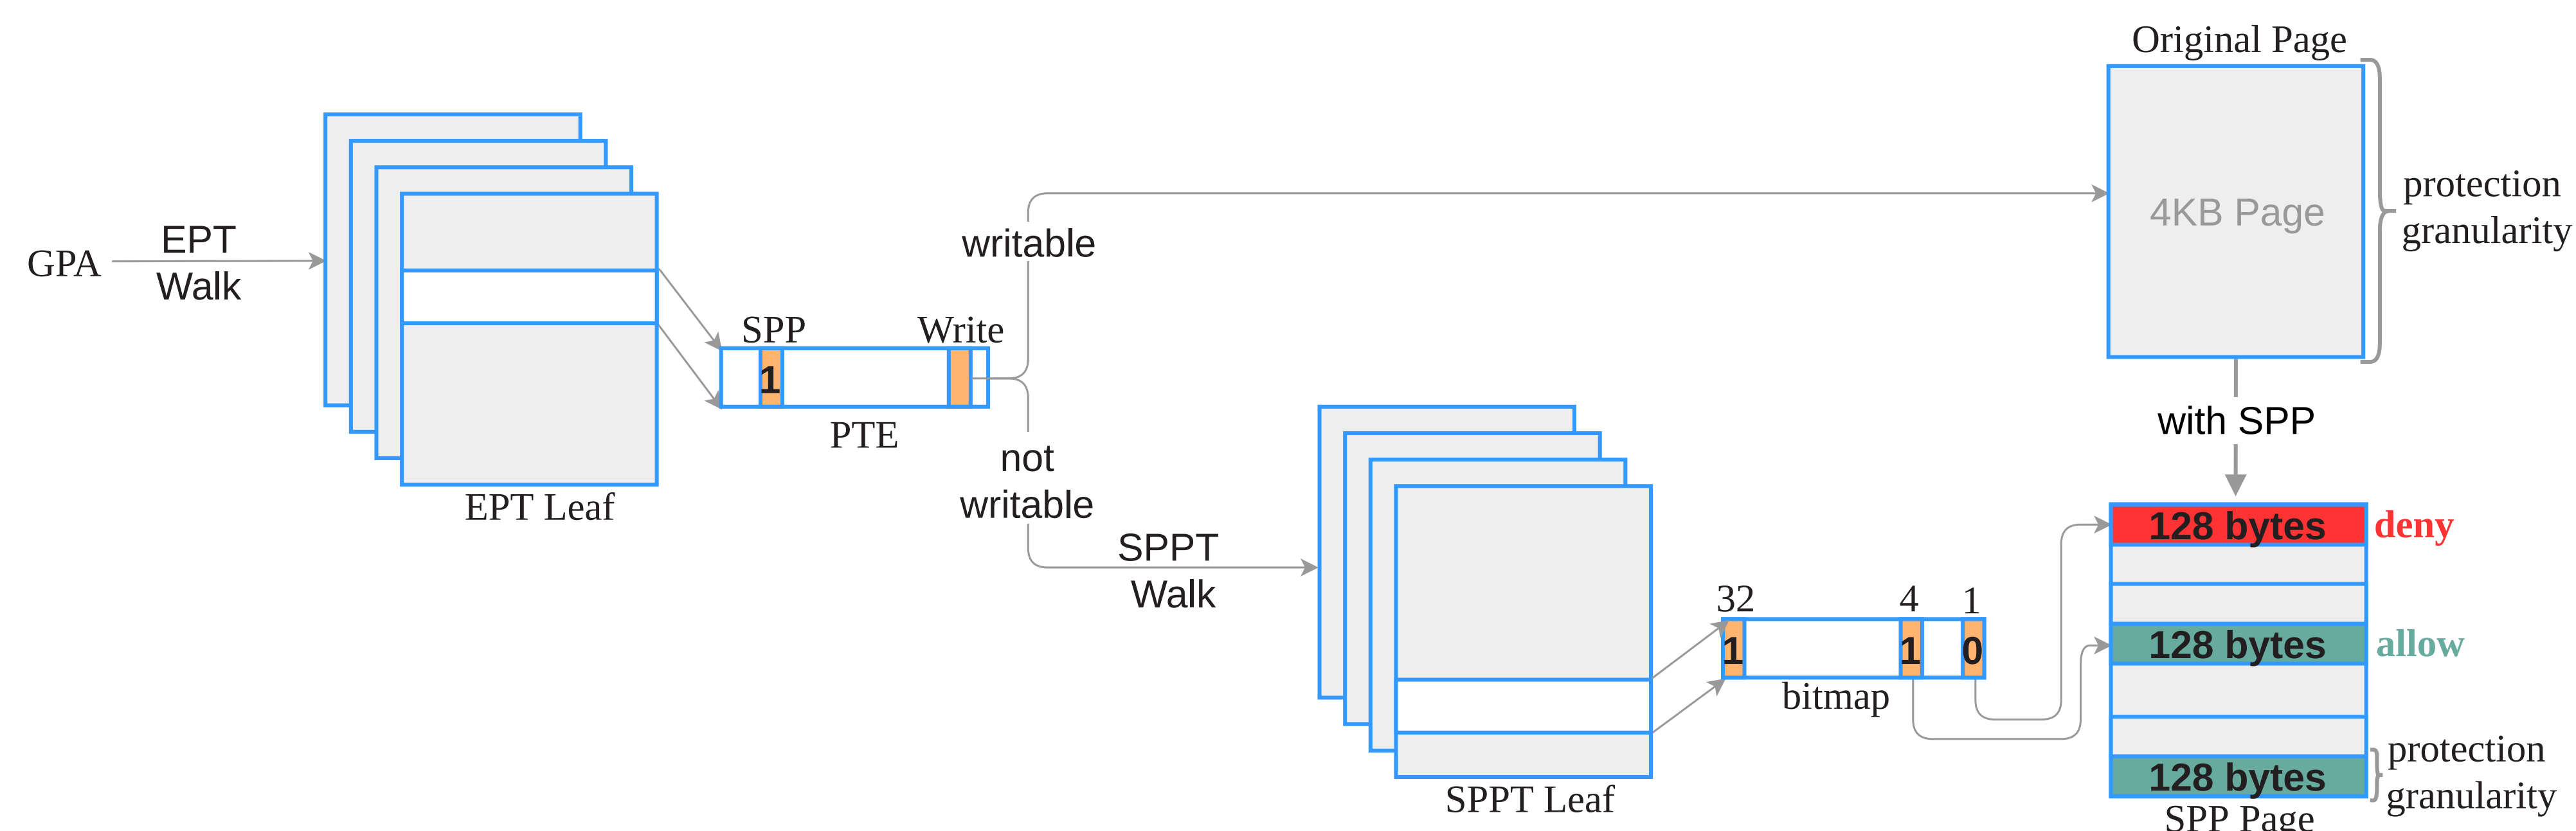 GPA
EPT
Walk
EPT Leaf
SPP
Write
1
PTE
writable
not
writable
SPPT
Walk
SPPT Leaf
32
4
1
1
1
0
bitmap
Original Page
4KB Page
protection
granularity
with SPP
128 bytes
deny
128 bytes
allow
128 bytes
protection
granularity
SPP Page